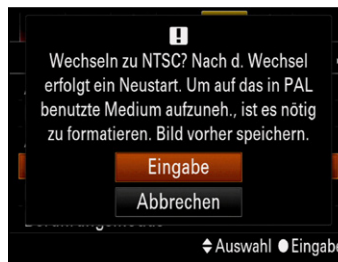 Wechseln zu NTSC? Nach d. Wechsel
erfolgt ein Neustart. Um auf das in PAL
benutzte Medium aufzuneh., ist es nötig
zu formatieren. Bild vorher speichern.
Eingabe
Abbrechen
Auswahl Eingabe